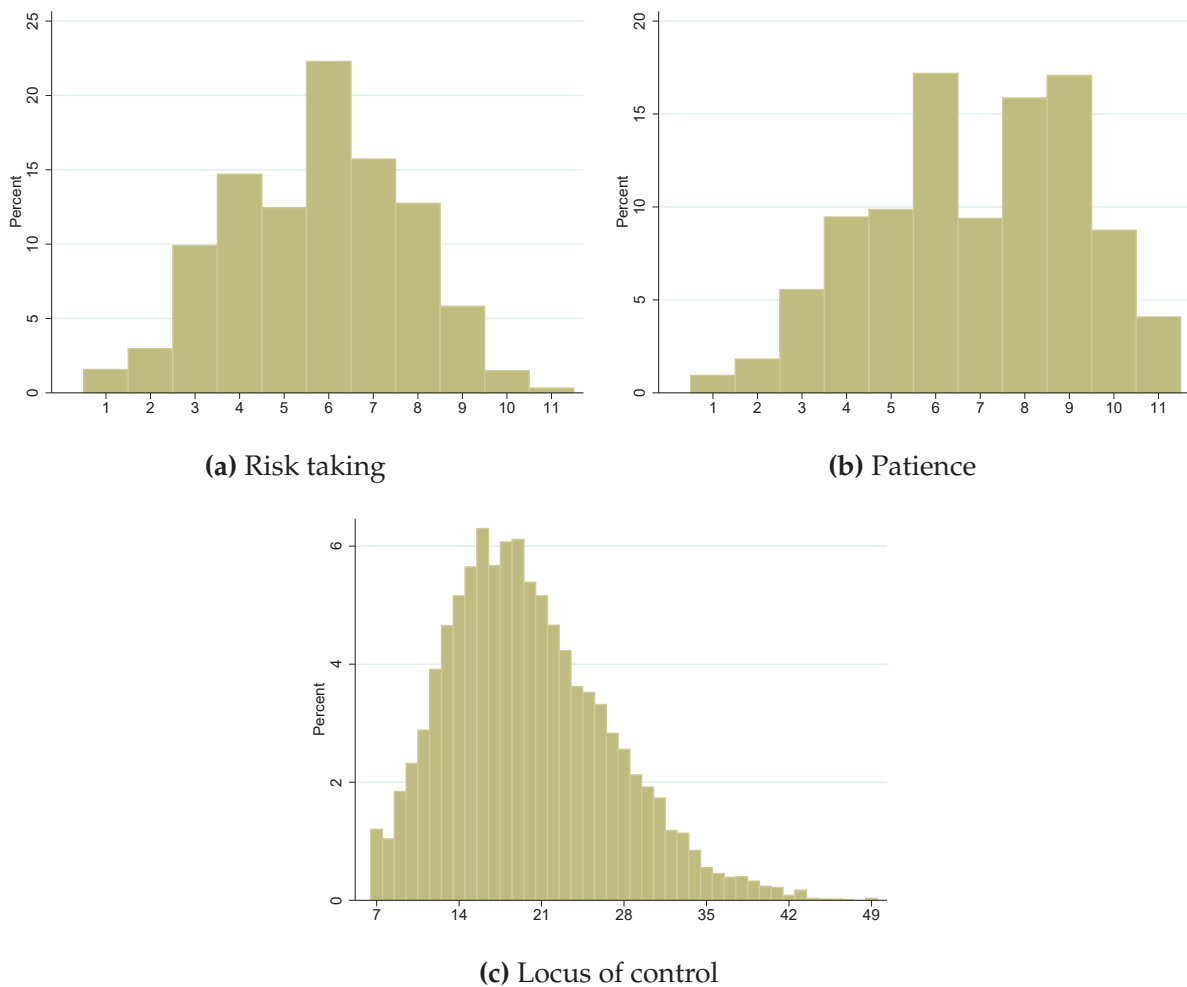 25
20
15
10
5
0
Percent
1 2 3 4 5 6 7 8 9 10 11
(a) Risk taking
20
15
10
5
0
Percent
1 2 3 4 5 6 7 8 9 10 11
(b) Patience
6
4
2
0
Percent
7 14 21 28 35 42 49
(c) Locus of control